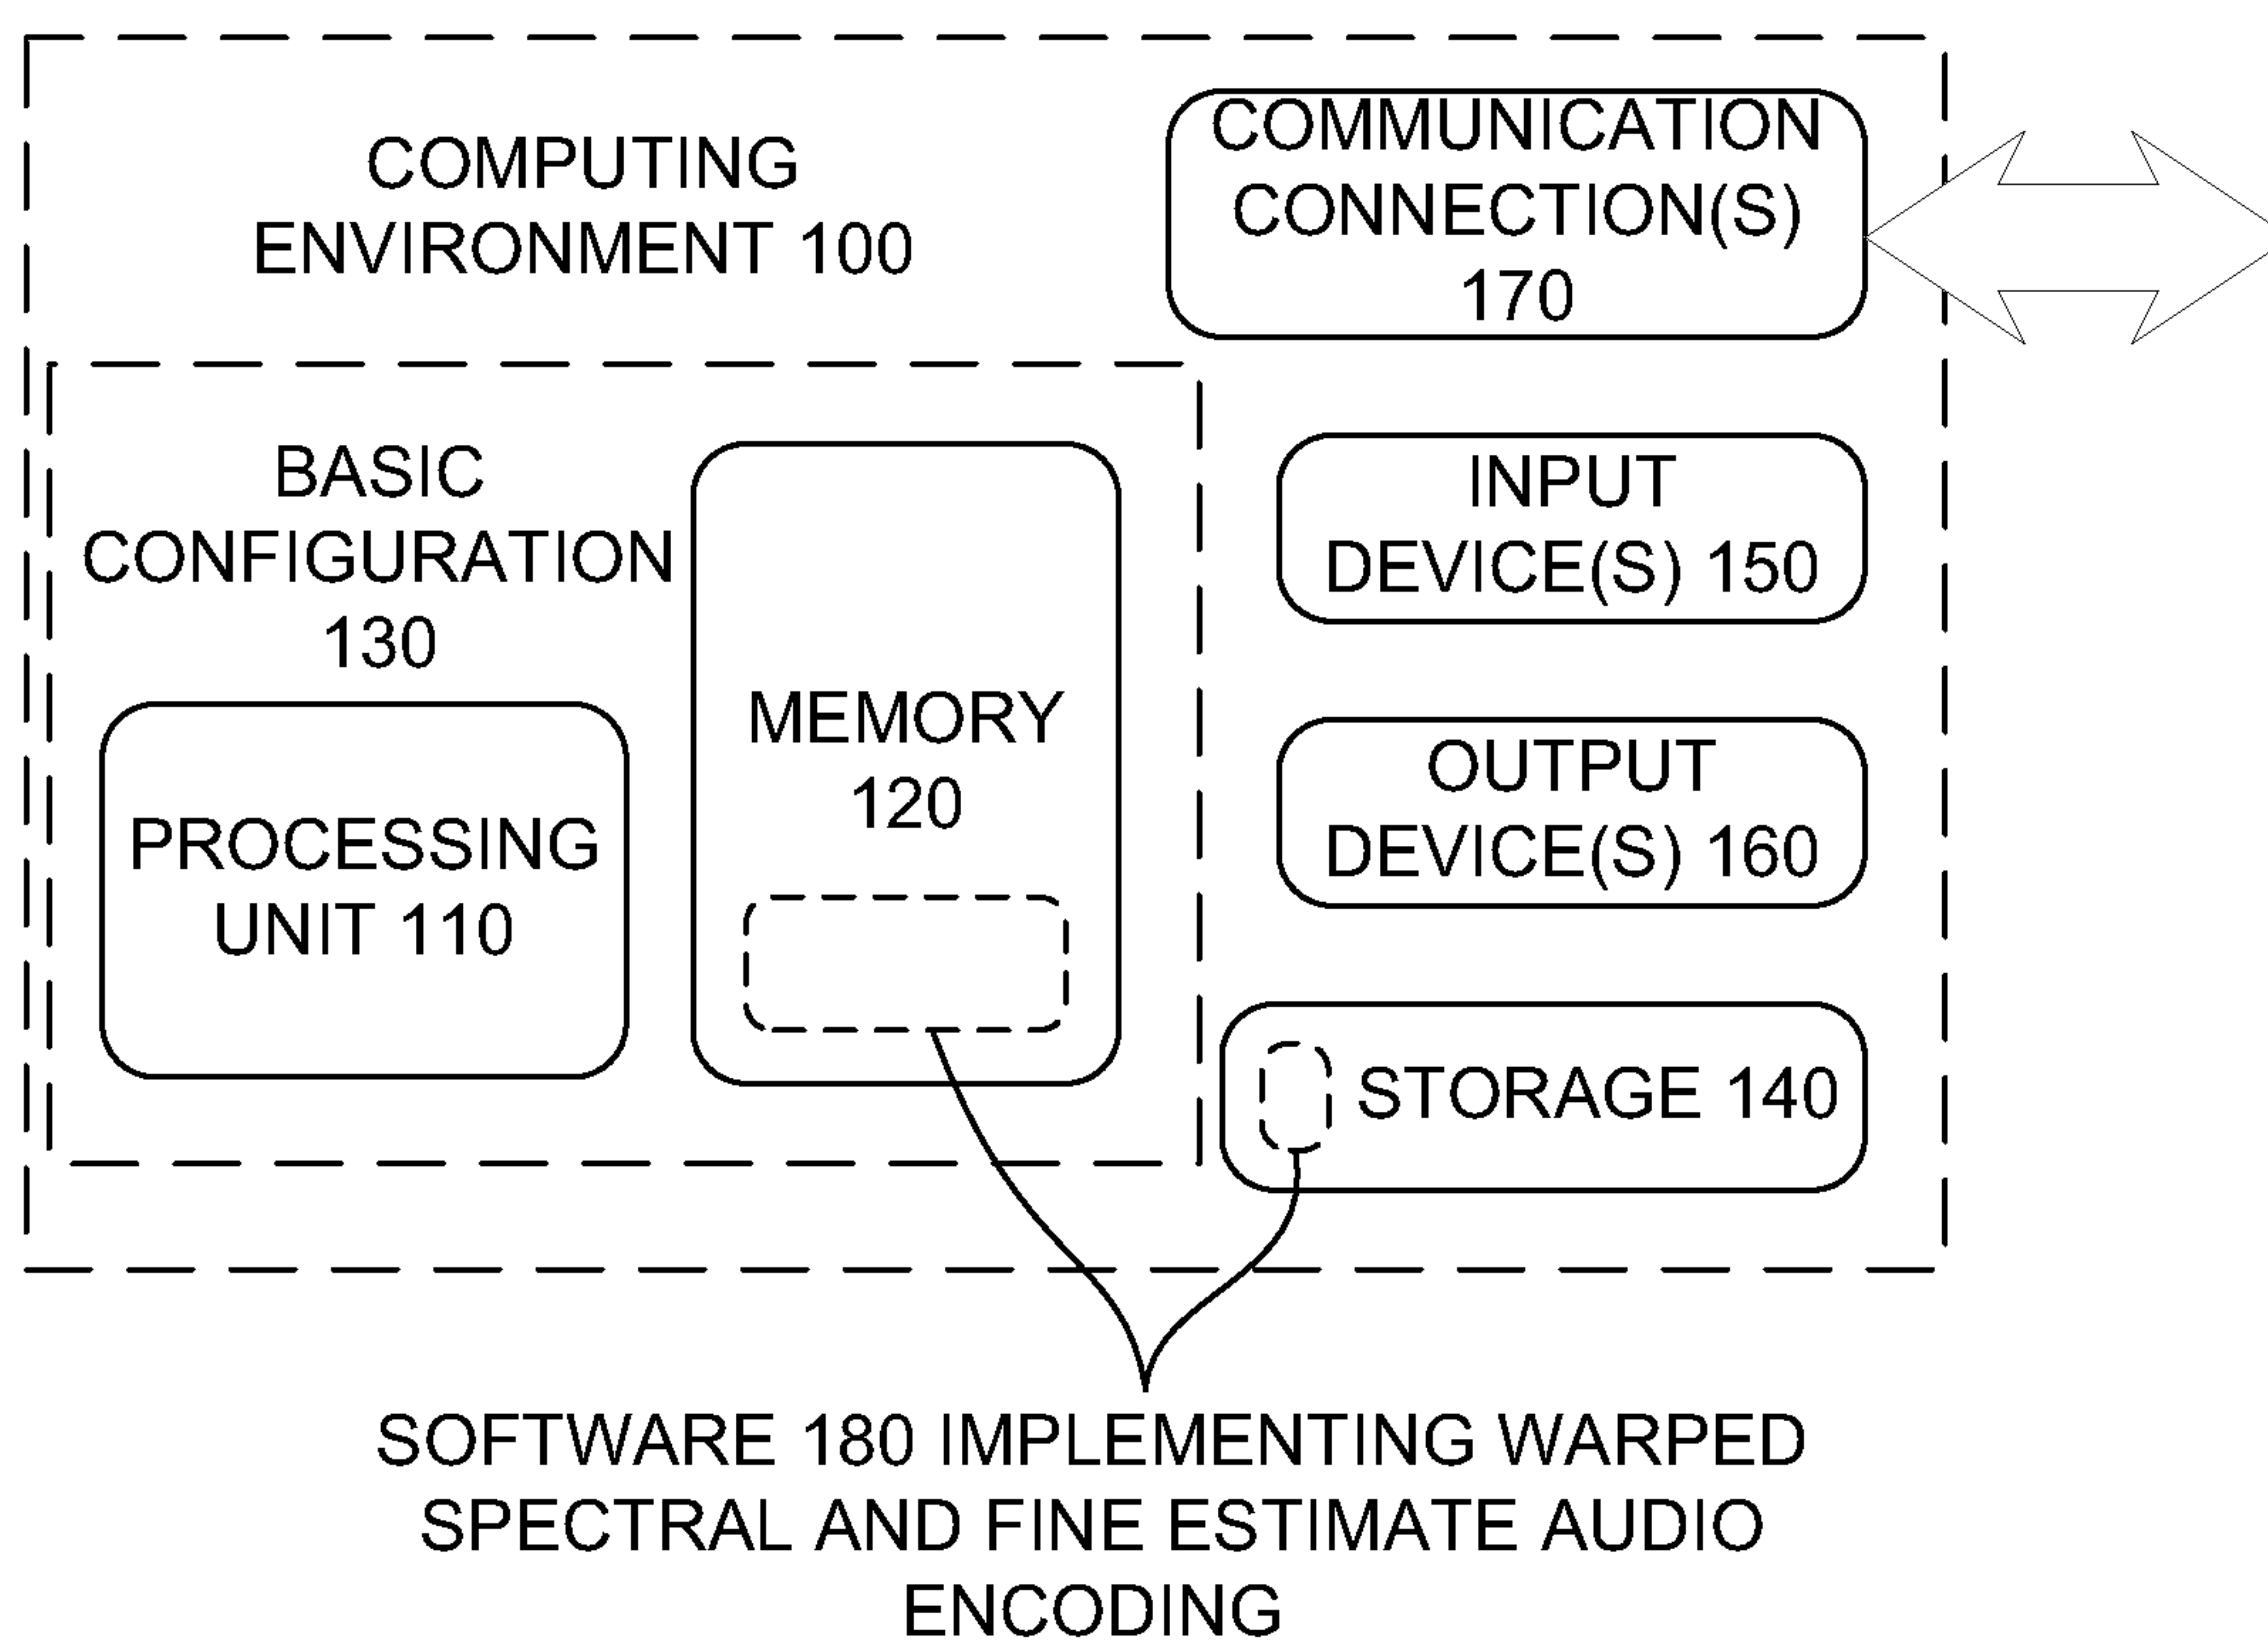 COMPUTING
ENVIRONMENT 100
COMMUNICATION
CONNECTION(S)
170
BASIC
CONFIGURATION
130
MEMORY
120
PROCESSING
UNIT 110
INPUT
DEVICE(S) 150
OUTPUT
DEVICE(S) 160
STORAGE 140
SOFTWARE 180 IMPLEMENTING WARPED
SPECTRAL AND FINE ESTIMATE AUDIO
ENCODING